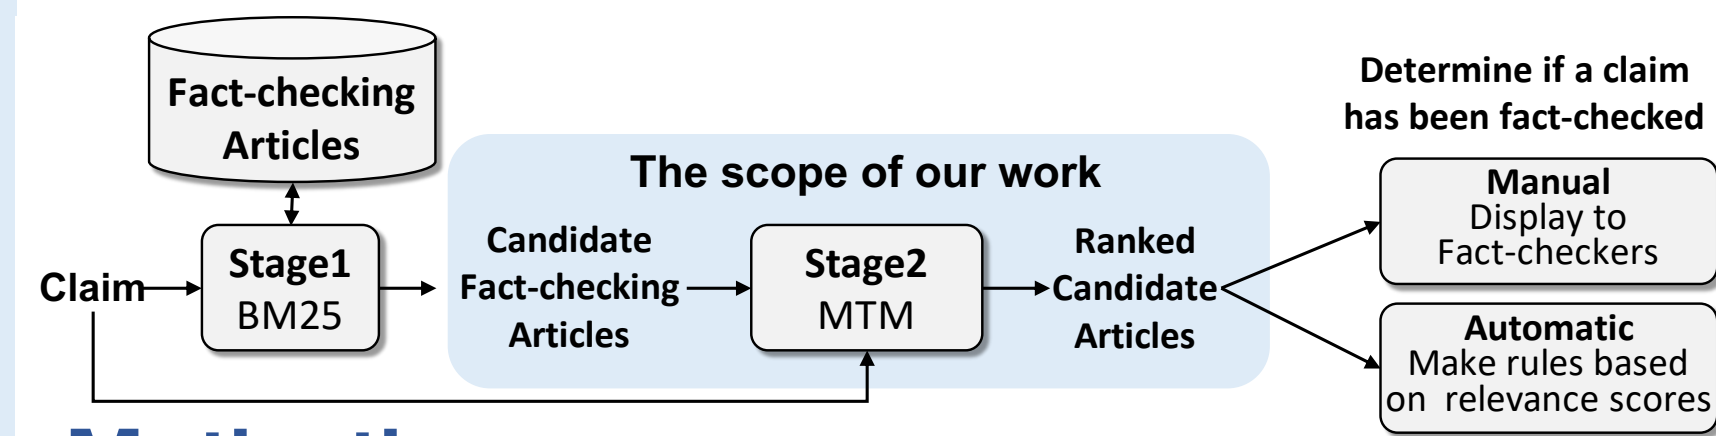 Fact-checking
Articles
Determine if a claim
has been fact-checked
The scope of our work
Claim
Stage1
BM25
Candidate
Fact-checking
Articles
Stage2
MTM
Ranked
Candidate
Articles
Manual
Display to
Fact-checkers
Automatic
Make rules based
on relevance scores